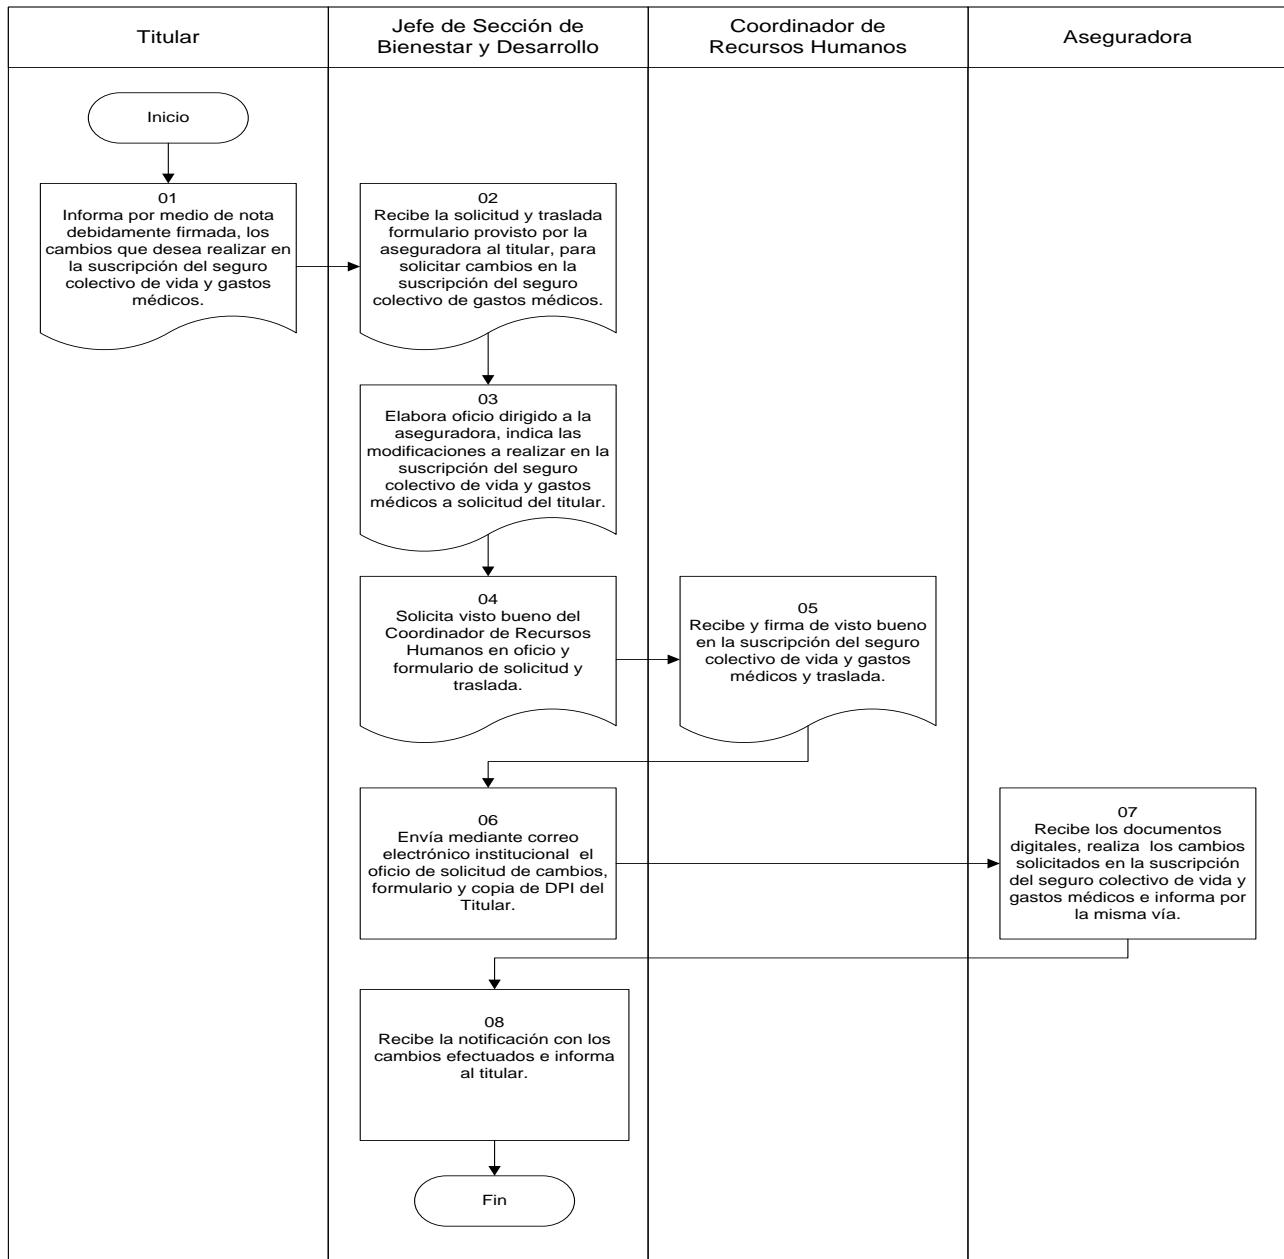 Titular
Jefe de Sección de
Bienestar y Desarrollo
Coordinador de
Recursos Humanos
Aseguradora
Inicio
01
Informa por medio de nota
debidamente firmada, los
cambios que desea realizar en
la suscripción del seguro
colectivo de vida y gastos
médicos.
02
Recibe la solicitud y traslada
formulario provisto por la
aseguradora al titular, para
solicitar cambios en la
suscripción del seguro
colectivo de gastos médicos.
03
Elabora oficio dirigido a la
aseguradora, indica las
modificaciones a realizar en la
suscripción del seguro
colectivo de vida y gastos
médicos a solicitud del titular.
04
Solicita visto bueno del
Coordinador de Recursos
Humanos en oficio y
formulario de solicitud y
traslada.
05
Recibe y firma de visto bueno
en la suscripción del seguro
colectivo de vida y gastos
médicos y traslada.
06
Envía mediante correo
electrónico institucional  el
oficio de solicitud de cambios,
formulario y copia de DPI del
Titular.
07
Recibe los documentos
digitales, realiza  los cambios
solicitados en la suscripción
del seguro colectivo de vida y
gastos médicos e informa por
la misma vía.
08
Recibe la notificación con los
cambios efectuados e informa
al titular.
Fin